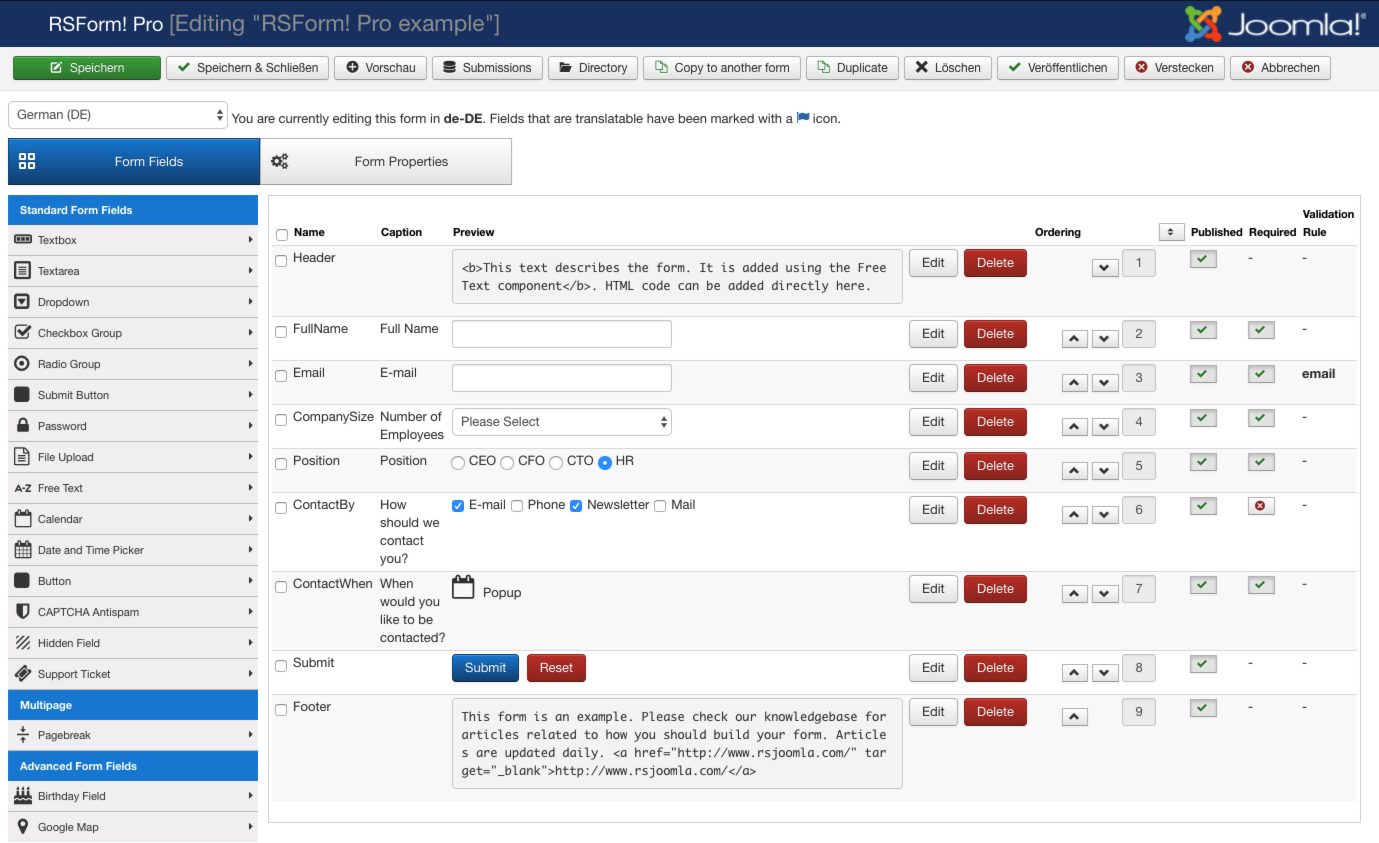 RSForm! Pro [Editing "RSForm! Pro example"]
Joomla!®
Speichern Speichern & Schließen Vorschau Submissions Directory Copy to another form Duplicate Löschen Veröffentlichen Verstecken Abbrechen
German (DE) You are currently editing this form in de-DE. Fields that are translatable have been marked with a icon.
Form Fields Form Properties
Standard Form Fields
Textbox
Textarea
Dropdown
Checkbox Group
Radio Group
Submit Button
Password
File Upload
A-Z Free Text
Calendar
Date and Time Picker
Button
CAPTCHA Antispam
Hidden Field
Support Ticket
Multipage
Pagebreak
Advanced Form Fields
Birthday Field
Google Map
Validation
Name Caption Preview Ordering Published Required Rule
Header Edit Delete 1 - -
<b>This text describes the form. It is added using the Free
Text component</b>. HTML code can be added directly here.
FullName Full Name Edit Delete 2 -
Email E-mail Edit Delete 3 email
CompanySize Number of Please Select Edit Delete 4 -
Employees
Position Position CEO CFO CTO HR Edit Delete 5 -
ContactBy How E-mail Phone Newsletter Mail Edit Delete 6 -
should we
contact
you?
ContactWhen When Popup Edit Delete 7 -
would you
like to be
contacted?
Submit Submit Reset Edit Delete 8 - -
Footer Edit Delete 9 - -
This form is an example. Please check our knowledgebase for
articles related to how you should build your form. Article
s are updated daily. <a href="http://www.rsjoomla.com/" tar
get="_blank">http://www.rsjoomla.com/</a>